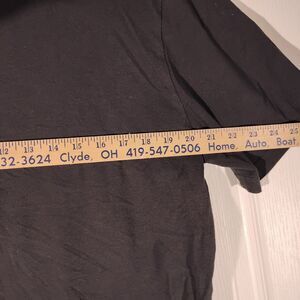 12 13 14 15 16 17 18 19 20 21 22 23 24 25
32-3624 Clyde, OH 419-547-0506 Home, Auto, Boat,